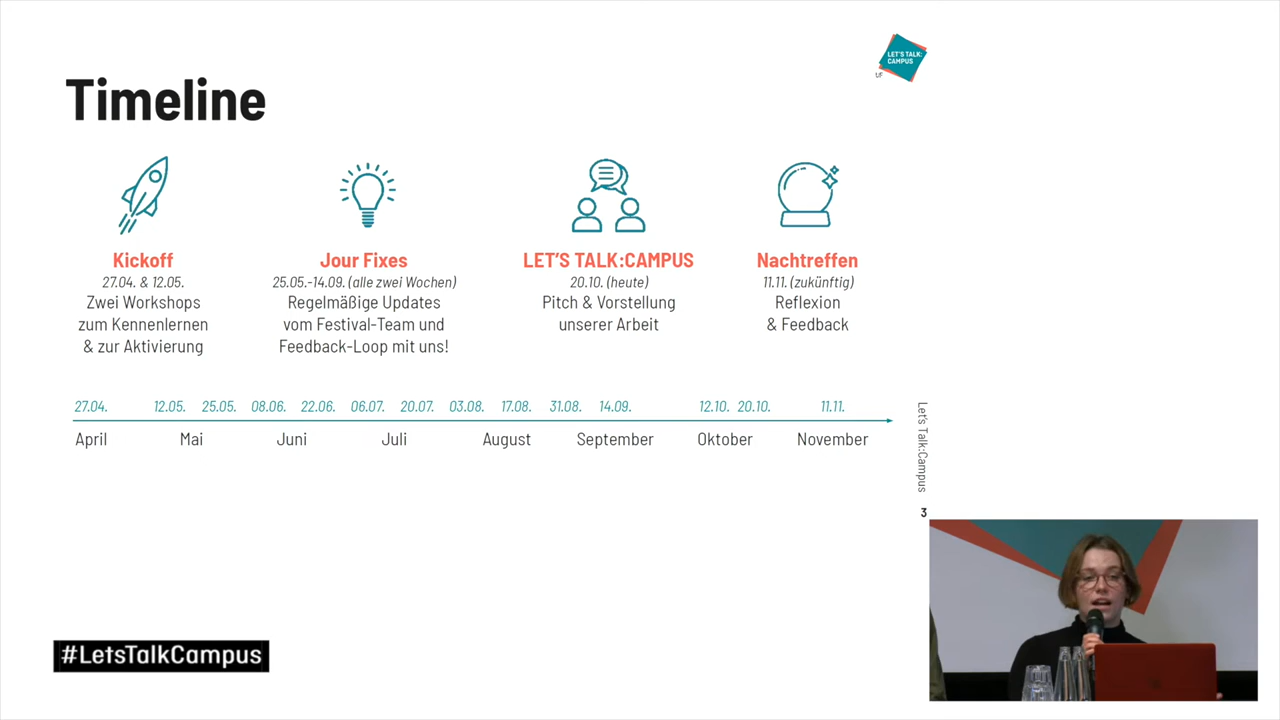 LET'S TALK:
CAMPUS
Timeline
Kickoff
27.04. & 12.05.
Zwei Workshops
zum Kennenlernen
& zur Aktivierung
Jour Fixes
25.05.-14.09. (alle zwei Wochen)
Regelmäßige Updates
vom Festival-Team und
Feedback-Loop mit uns!
LET'S TALK:CAMPUS
20.10. (heute)
Pitch & Vorstellung
unserer Arbeit
Nachtreffen
11.11. (zukünftig)
Reflexion
& Feedback
27.04. 12.05. 25.05. 08.06. 22.06. 06.07. 20.07. 03.08. 17.08. 31.08. 14.09. 12.10. 20.10. 11.11.
April Mai Juni Juli August September Oktober November
Let's Talk:Campus
3
#LetsTalkCampus